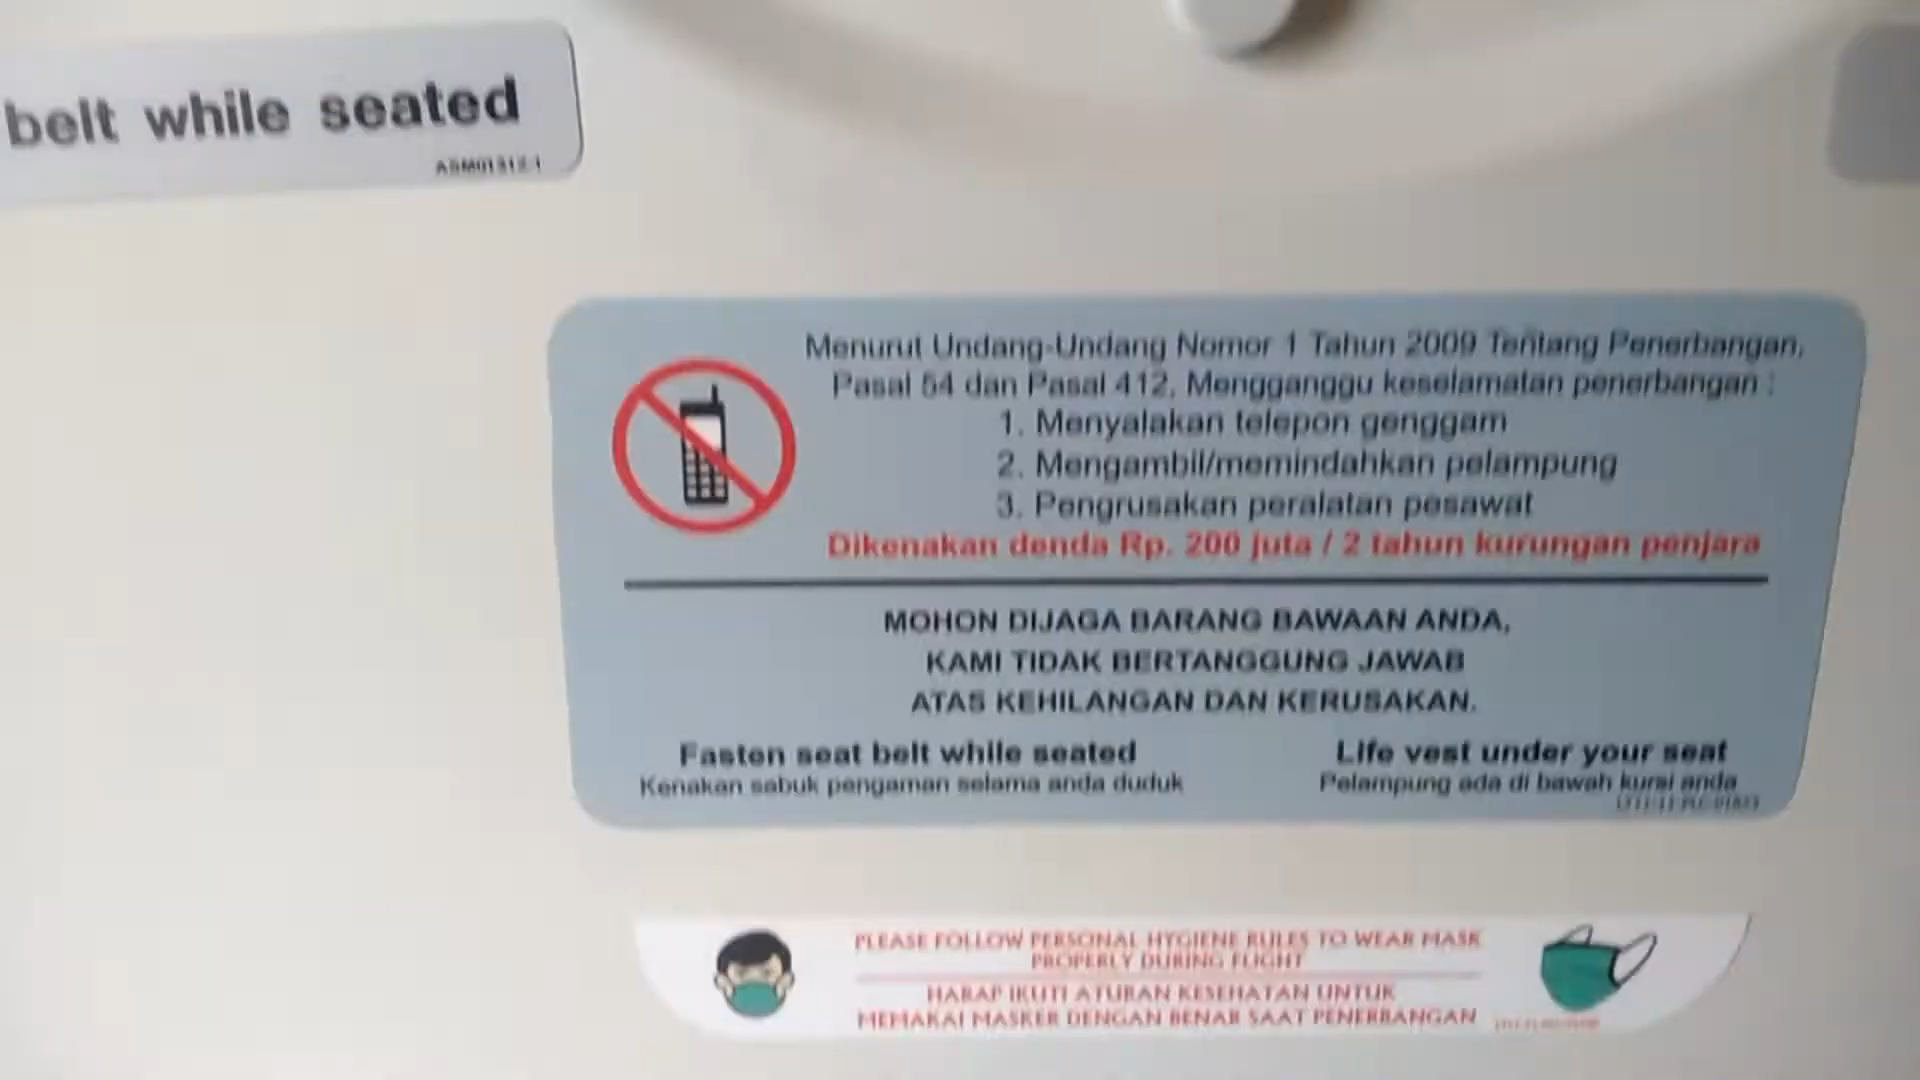 belt while seated
Menurut Undang-Undang Nomor 1 Tahun 2009 Tentang Penerbangan,
Pasal 54 dan Pasal 412, Mengganggu keselamatan penerbangan :
1. Menyalakan telepon genggam
2. Mengambil/memindahkan pelampung
3. Pengrusakan peralatan pesawat
Dikenakan denda Rp. 200 juta / 2 tahun kurungan penjara
MOHON DIJAGA BARANG BAWAAN ANDA,
KAMI TIDAK BERTANGGUNG JAWAB
ATAS KEHILANGAN DAN KERUSAKAN.
Fasten seat belt while seated
Kenakan sabuk pengaman selama anda duduk
Life vest under your seat
Pelampung ada di bawah kursi anda
PLEASE FOLLOW PERSONAL HYGIENE RULES TO WEAR MASK
PROPERLY DURING FLIGHT
HARAP IKUTI ATURAN KESEHATAN UNTUK
MEMAKAI MASKER DENGAN BENAR SAAT PENERBANGAN